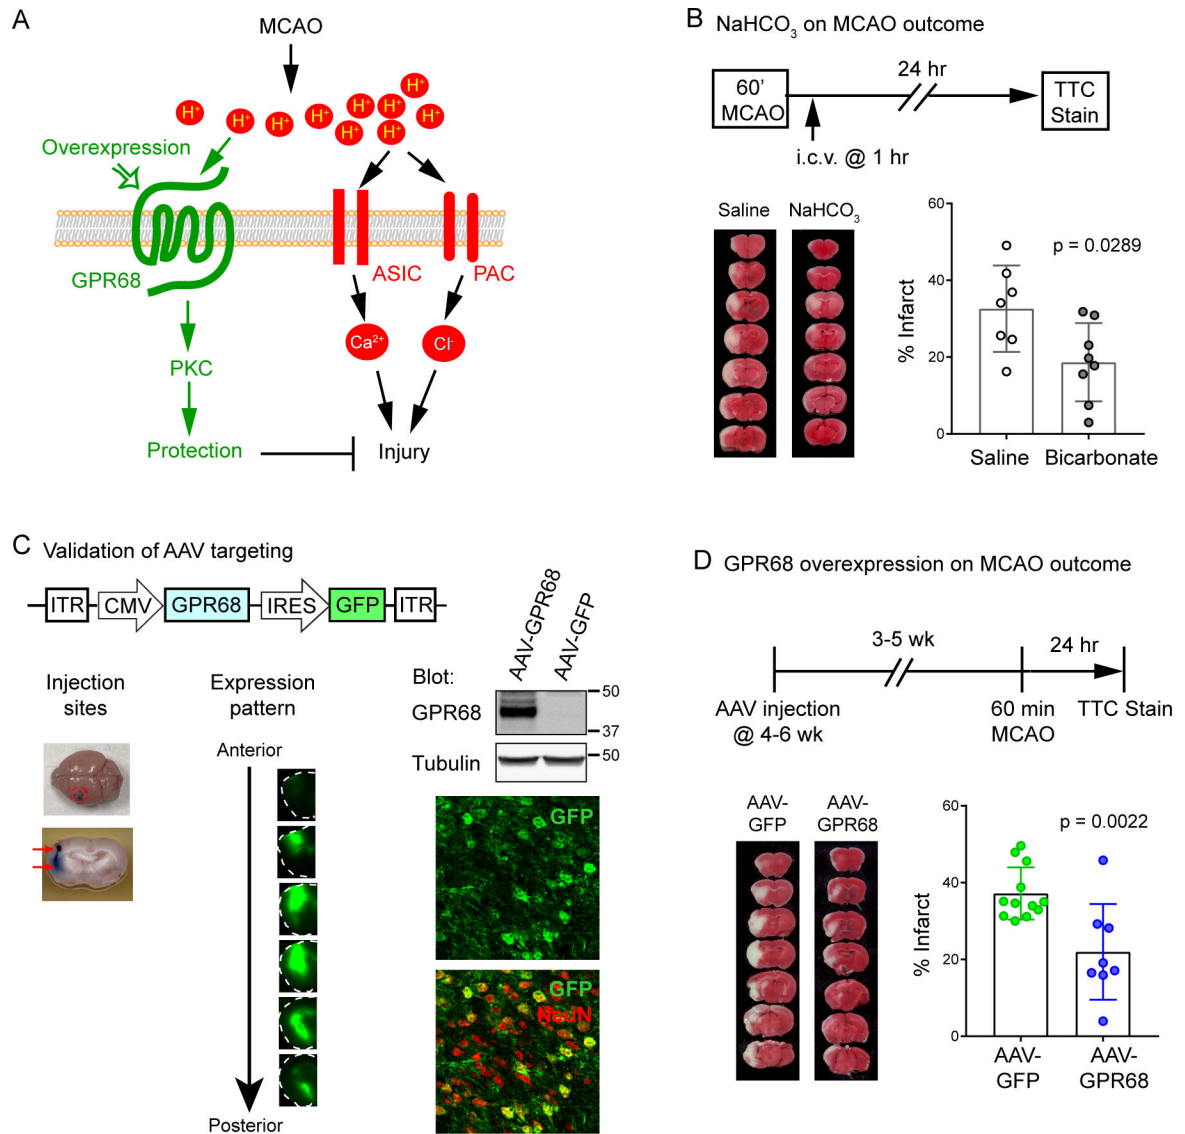 A
MCAO
H⁺
H⁺
H⁺
H⁺
H⁺
H⁺
H⁺
H⁺
H⁺
H⁺
Overexpression
GPR68
ASIC
PAC
Ca²⁺
Cl⁻
PKC
Protection
Injury
B NaHCO₃ on MCAO outcome
60'
MCAO
24 hr
TTC
Stain
i.c.v. @ 1 hr
Saline
NaHCO₃
% Infarct
60
40
20
0
p = 0.0289
Saline
Bicarbonate
C Validation of AAV targeting
ITR
CMV
GPR68
IRES
GFP
ITR
Injection
sites
Expression
pattern
Anterior
Posterior
AAV-GPR68
AAV-GFP
Blot:
GPR68
50
37
Tubulin
50
GFP
GFP
NeuN
D GPR68 overexpression on MCAO outcome
3-5 wk
24 hr
AAV injection
@ 4-6 wk
60 min
MCAO
TTC Stain
AAV-
GFP
AAV-
GPR68
% Infarct
60
40
20
0
p = 0.0022
AAV-
GFP
AAV-
GPR68